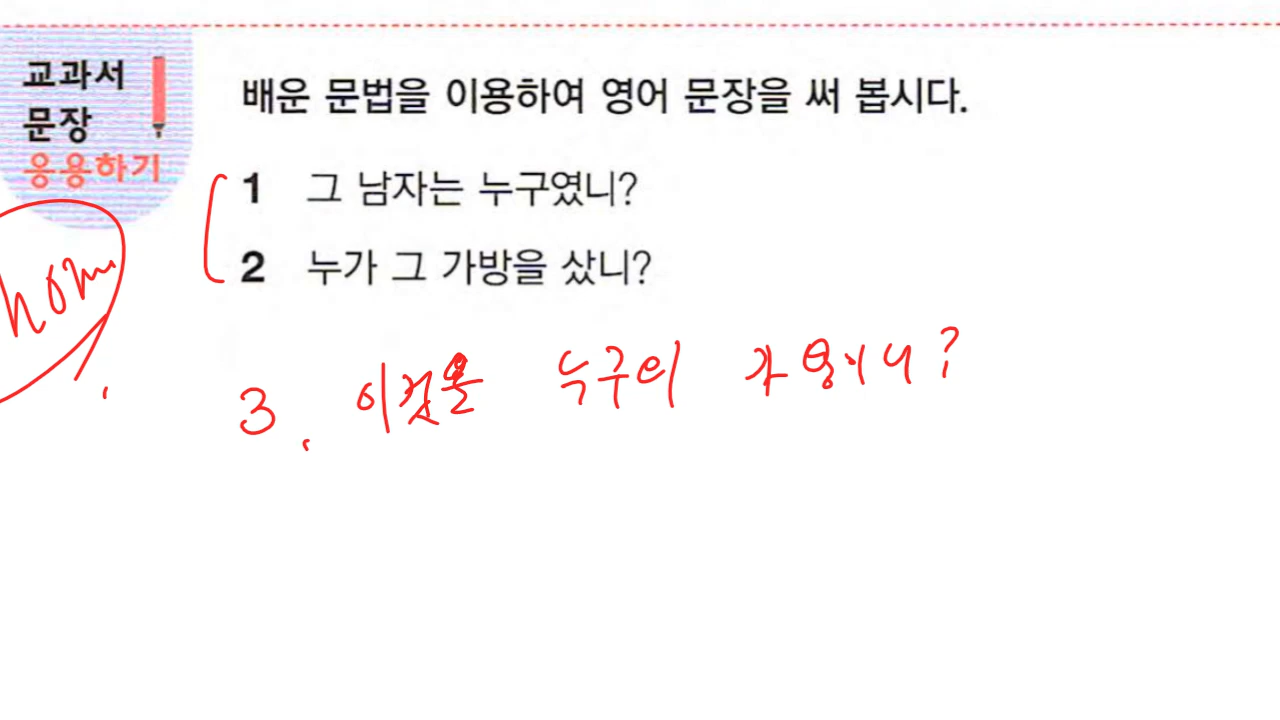 교과서
문장
응용하기
배운 문법을 이용하여 영어 문장을 써 봅시다.
1 그 남자는 누구였니?
2 누가 그 가방을 샀니?
3. 이것은 누구의 가방이니?